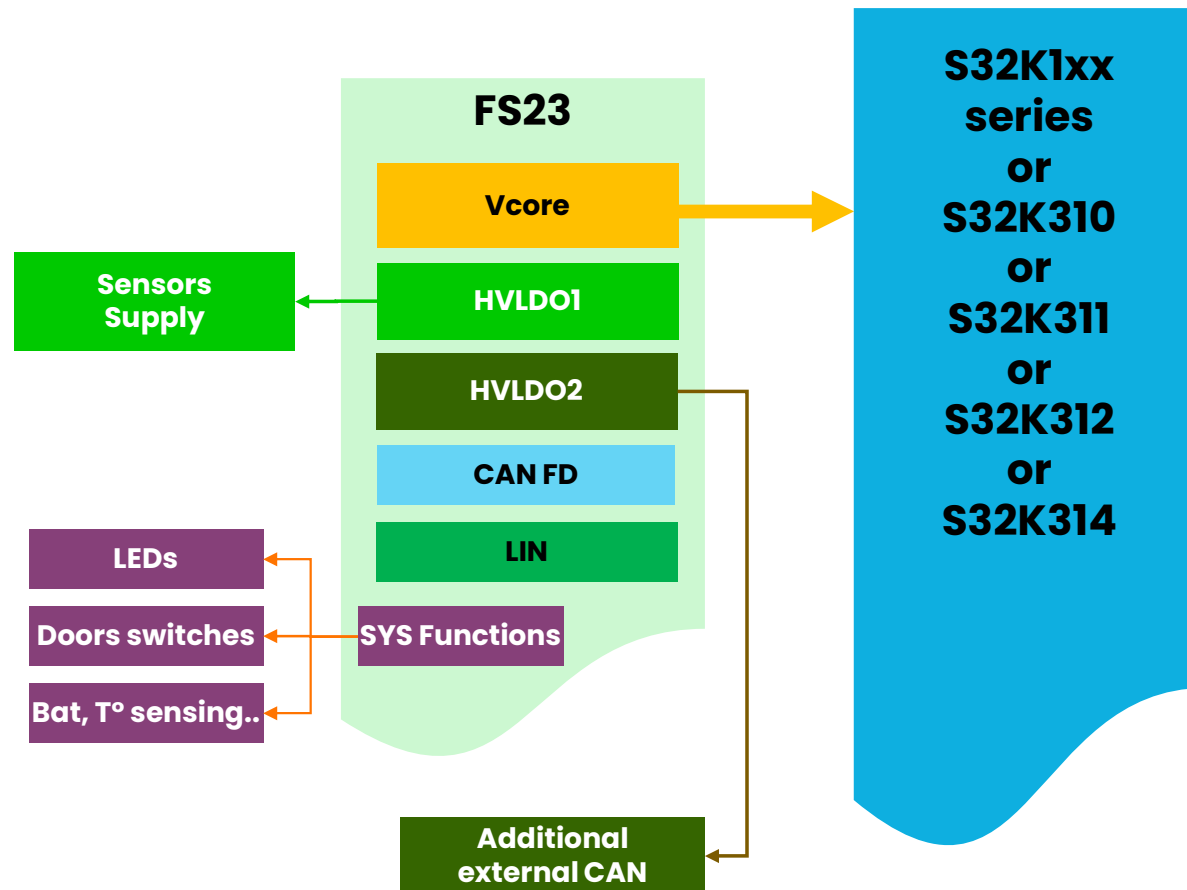 FS23
Vcore
HVLDO1
HVLDO2
CAN FD
LIN
SYS Functions
Sensors
Supply
LEDs
Doors switches
Bat, Tº sensing..
Additional
external CAN
S32K1xx
series
or
S32K310
or
S32K311
or
S32K312
or
S32K314